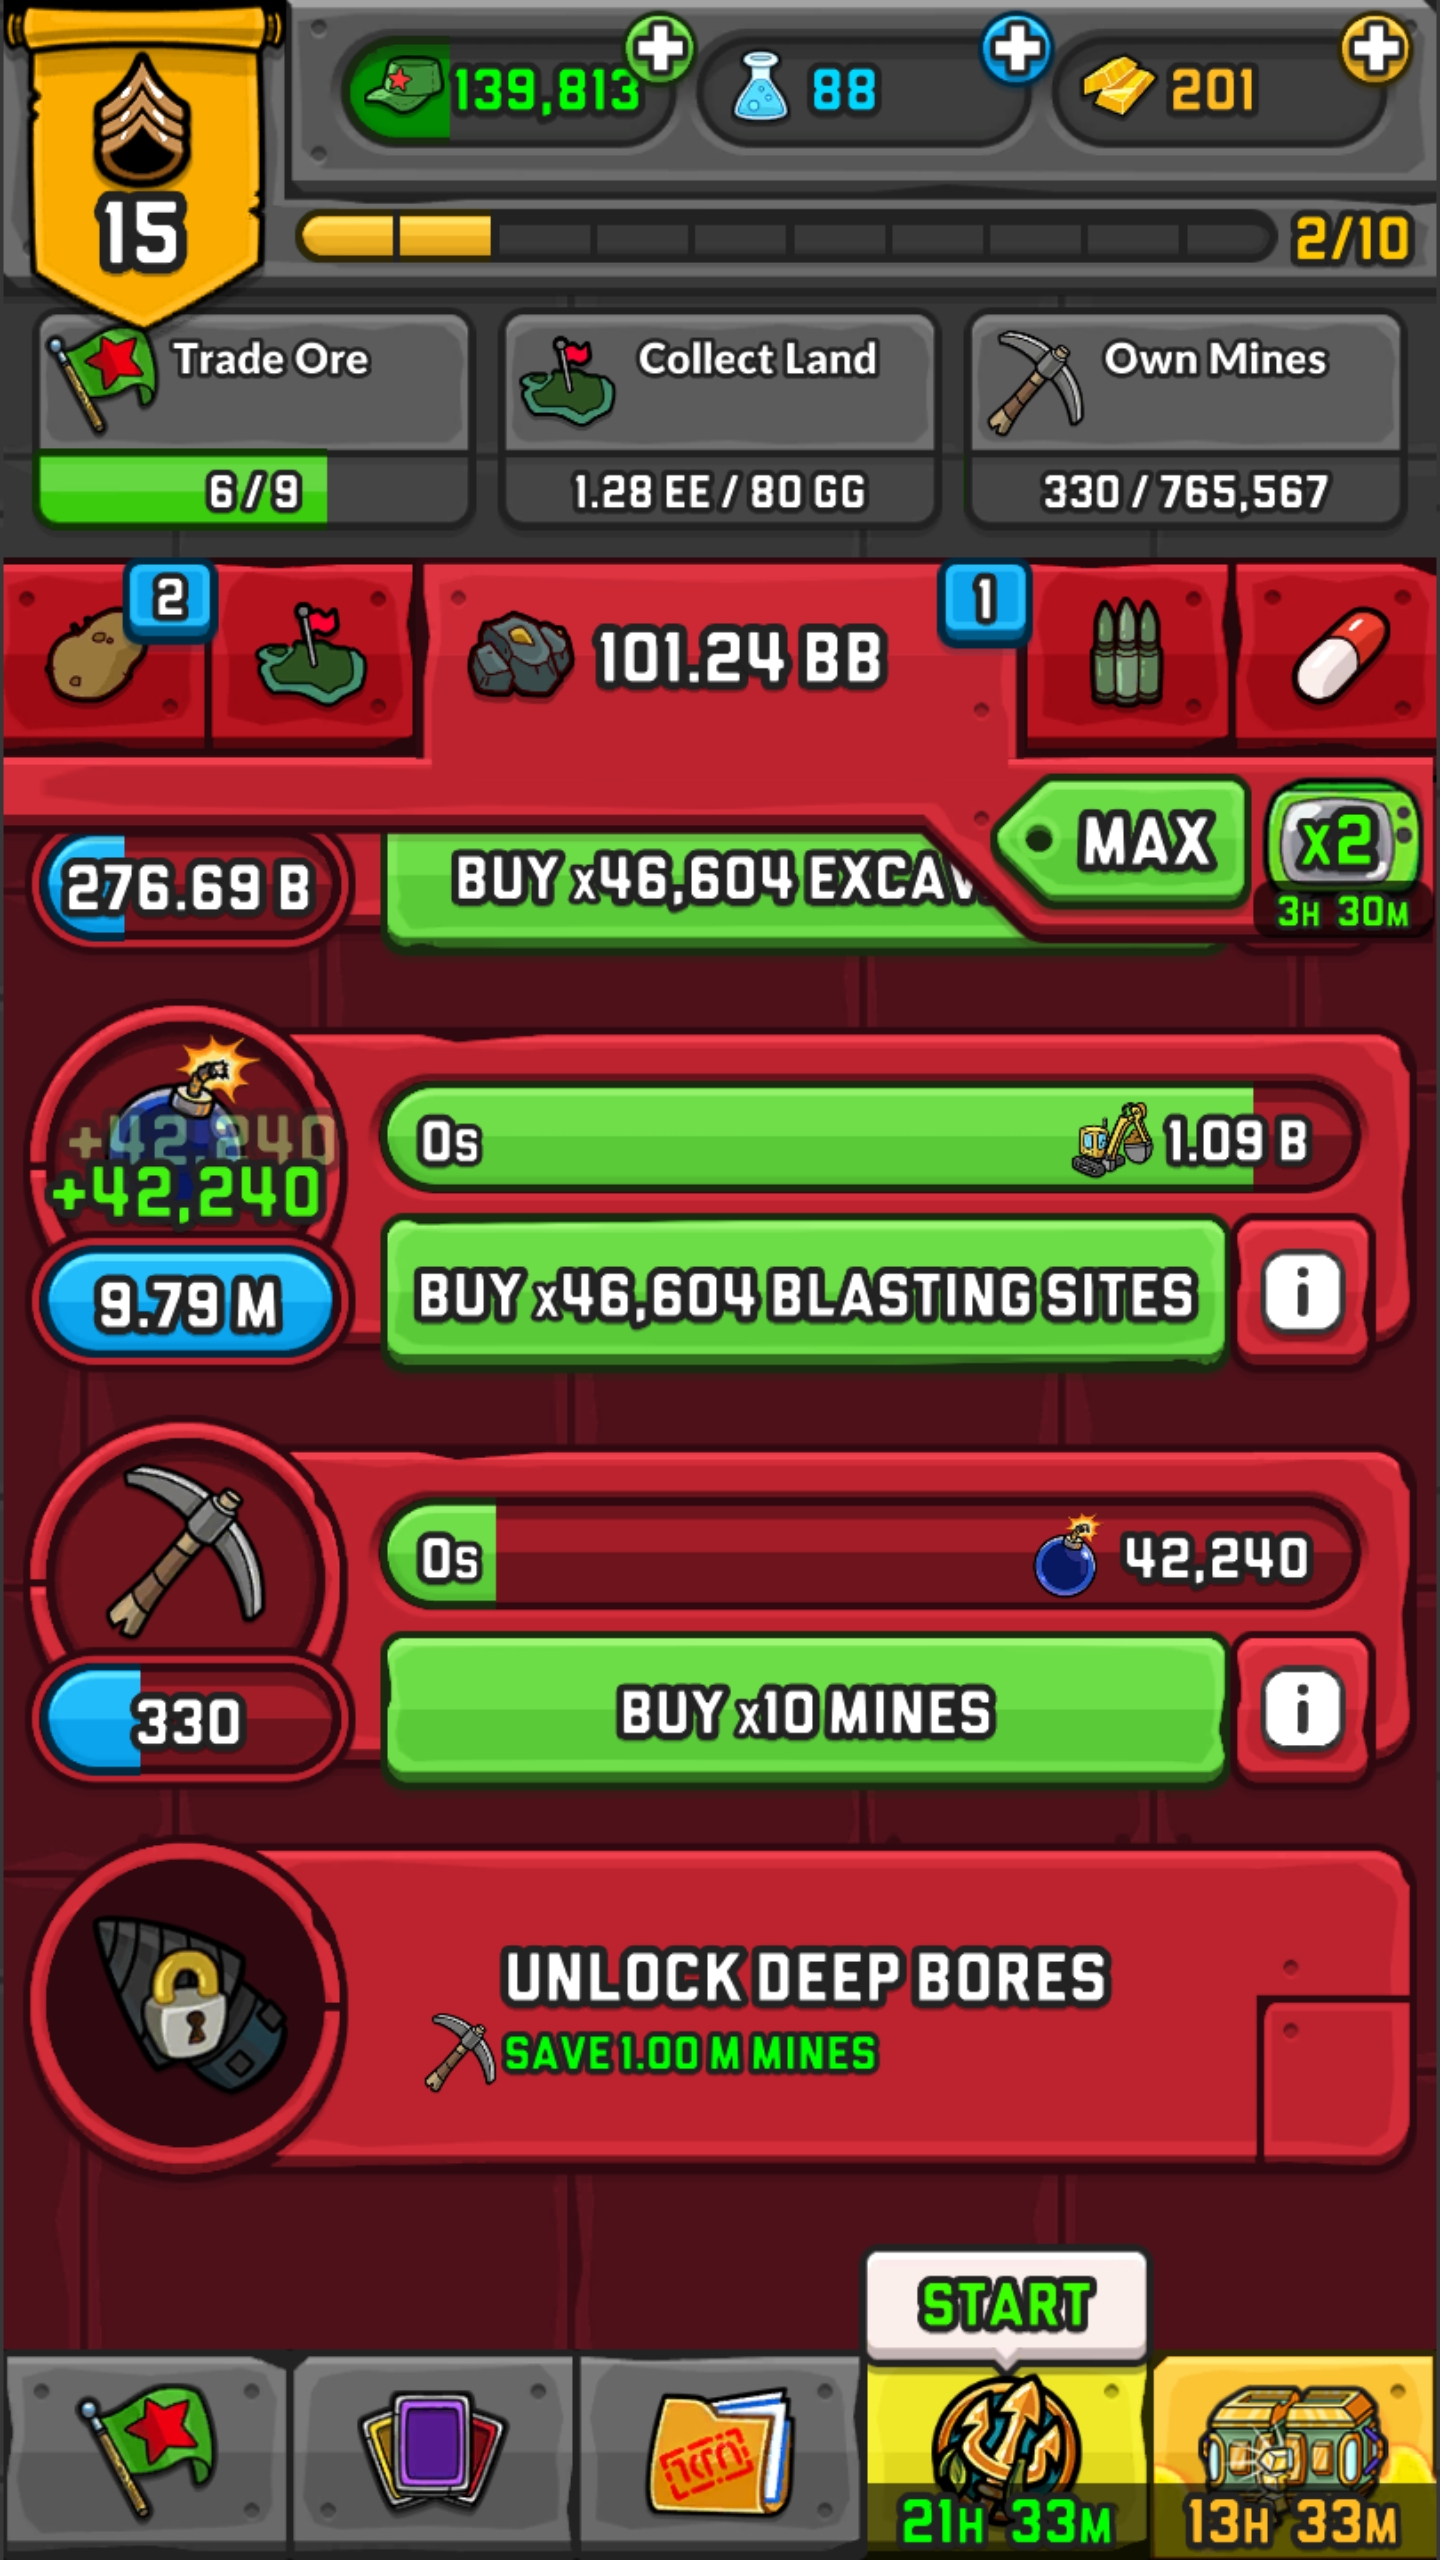 139,813
88
201
15
2/10
Trade Ore
Collect Land
Own Mines
6/9
1.28 EE / 80 GG
330 / 765,567
2
101.24 BB
1
MAX
x2
3H 30M
276.69 B
BUY x46,604
+42,240
+42,240
0s
1.09 B
9.79 M
BUY x46,604 BLASTING SITES
i
0s
42,240
330
BUY x10 MINES
i
UNLOCK DEEP BORES
SAVE 1.00 M MINES
START
21H 33M
13H 33M